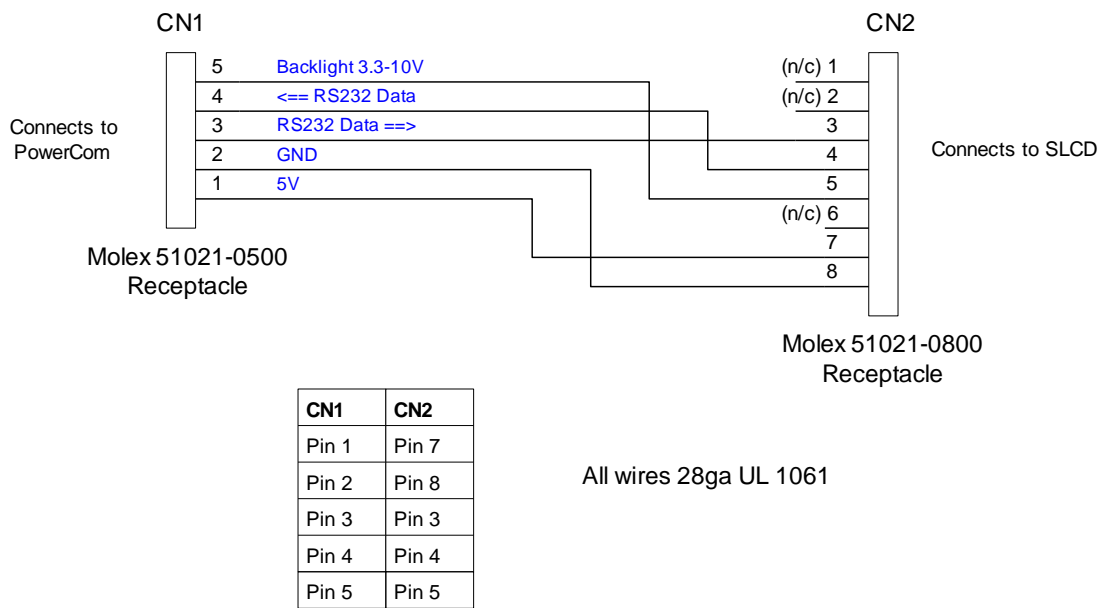 CN1
CN2
5 Backlight 3.3-10V
4 <== RS232 Data
3 RS232 Data ==>
2 GND
1 5V
Connects to
PowerCom
Molex 51021-0500
Receptacle
(n/c) 1
(n/c) 2
3
4
5
(n/c) 6
7
8
Connects to SLCD
Molex 51021-0800
Receptacle
CN1 CN2
Pin 1 Pin 7
Pin 2 Pin 8
Pin 3 Pin 3
Pin 4 Pin 4
Pin 5 Pin 5
All wires 28ga UL 1061